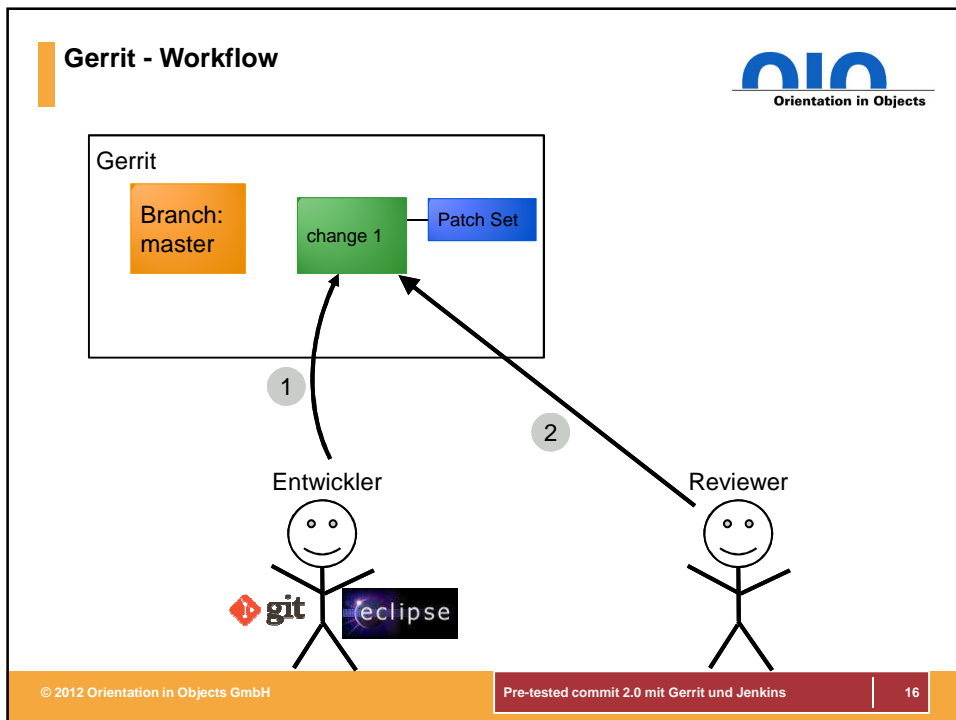 Gerrit - Workflow
OIO
Orientation in Objects
Gerrit
Branch:
master
change 1
Patch Set
1
2
Entwickler
Reviewer
git
eclipse
© 2012 Orientation in Objects GmbH
Pre-tested commit 2.0 mit Gerrit und Jenkins
16